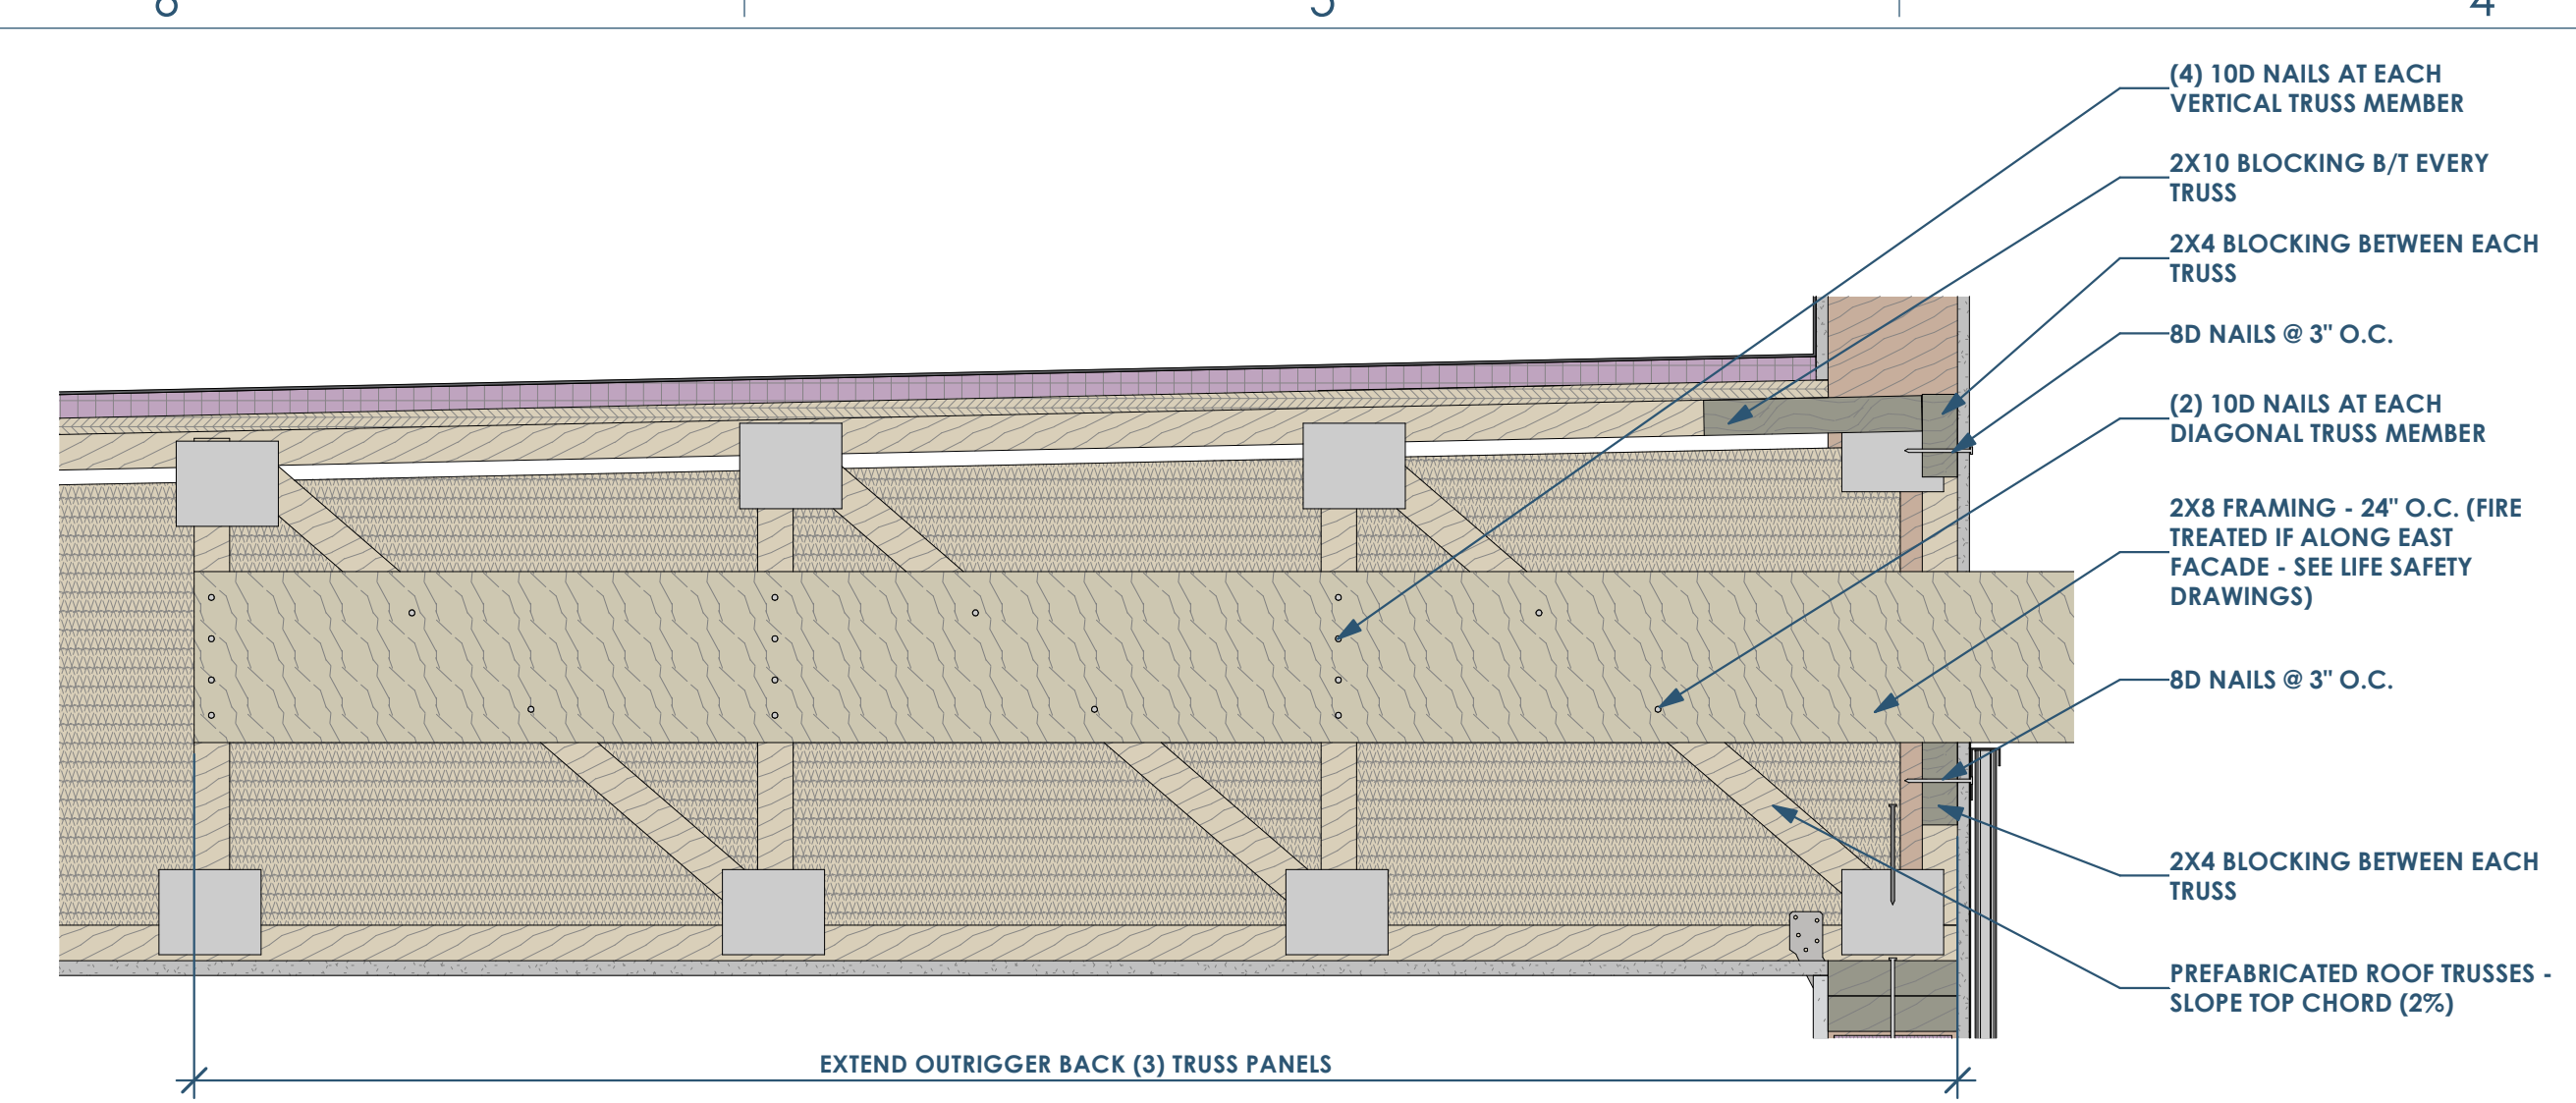 (4) 10D NAILS AT EACH
VERTICAL TRUSS MEMBER
2X10 BLOCKING B/T EVERY
TRUSS
2X4 BLOCKING BETWEEN EACH
TRUSS
8D NAILS @ 3" O.C.
(2) 10D NAILS AT EACH
DIAGONAL TRUSS MEMBER
2X8 FRAMING - 24" O.C. (FIRE
TREATED IF ALONG EAST
FACADE - SEE LIFE SAFETY
DRAWINGS)
8D NAILS @ 3" O.C.
2X4 BLOCKING BETWEEN EACH
TRUSS
PREFABRICATED ROOF TRUSSES -
SLOPE TOP CHORD (2%)
EXTEND OUTRIGGER BACK (3) TRUSS PANELS